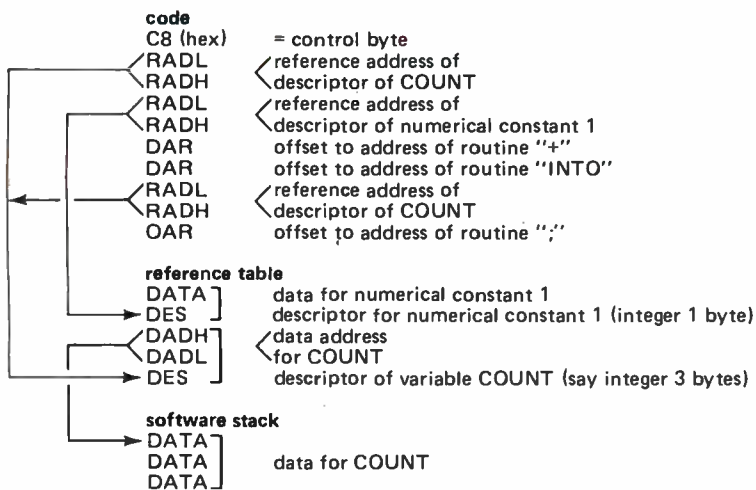 code
C8 (hex) = control byte
RADL reference address of
RADH descriptor of COUNT
RADL reference address of
RADH descriptor of numerical constant 1
DAR offset to address of routine "+"
DAR offset to address of routine "INTO"
RADL reference address of
RADH descriptor of COUNT
OAR offset to address of routine ";"
reference table
DATA data for numerical constant 1
DES descriptor for numerical constant 1 (integer 1 byte)
DADH data address
DADL for COUNT
DES descriptor of variable COUNT (say integer 3 bytes)
software stack
DATA
DATA data for COUNT
DATA